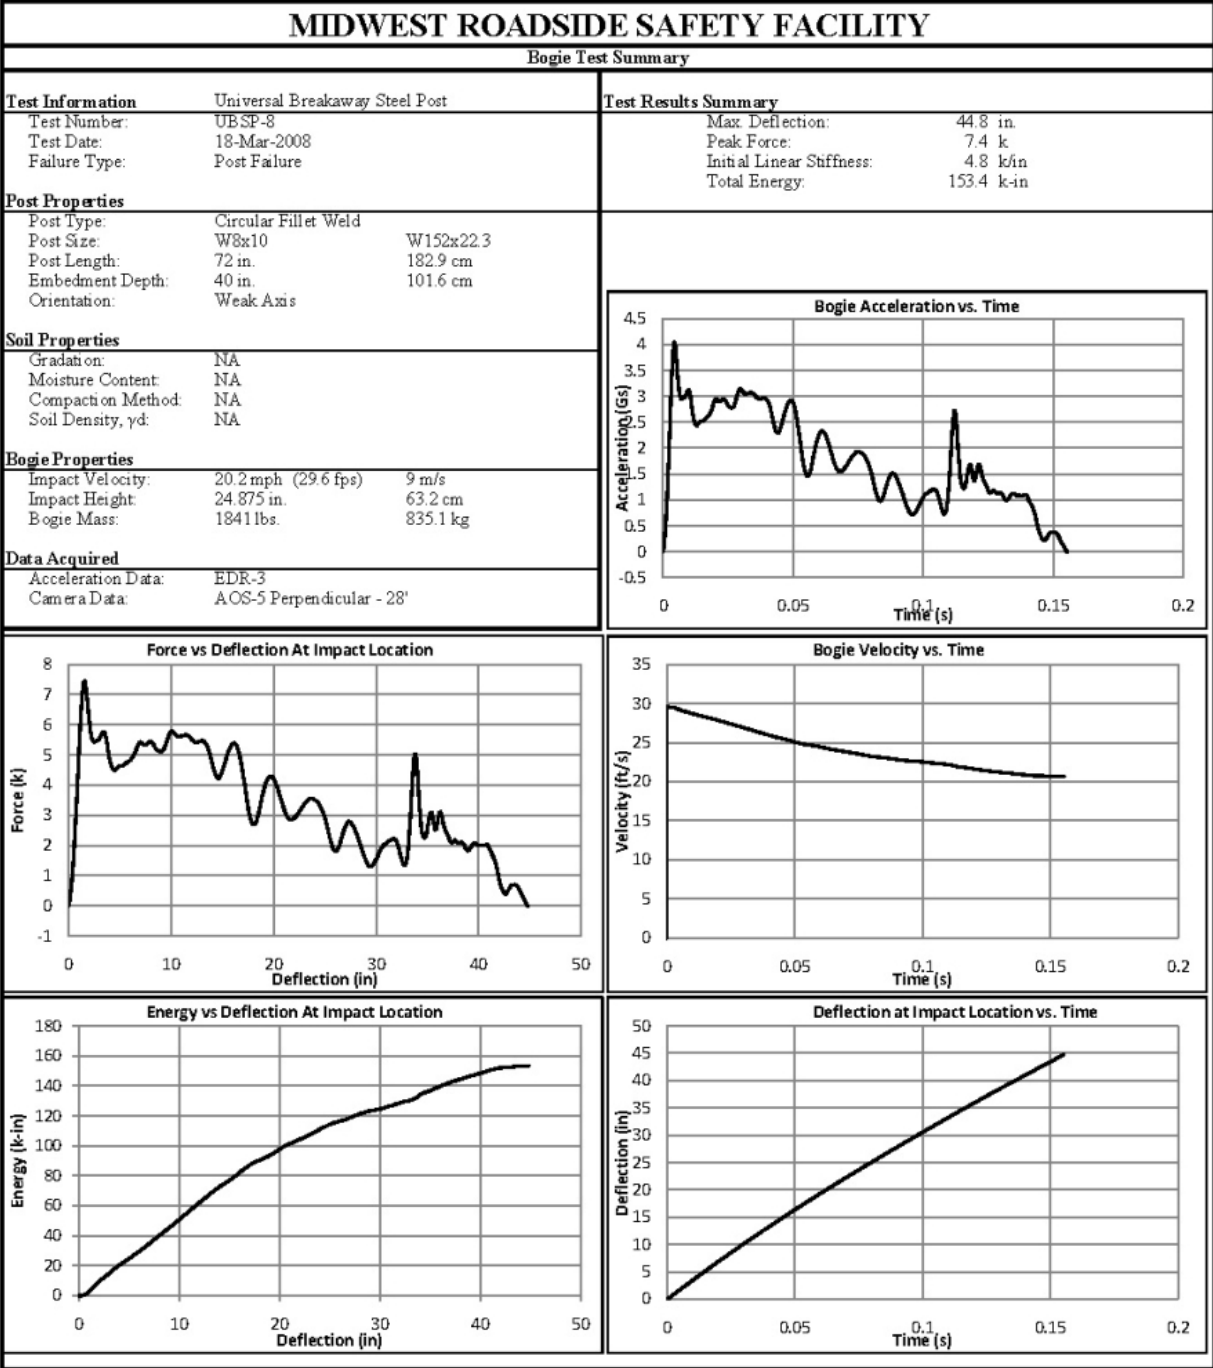 MIDWEST ROADSIDE SAFETY FACILITY
Bogie Test Summary
Test Information Universal Breakaway Steel Post
Test Number: UBSP-8
Test Date: 18-Mar-2008
Failure Type: Post Failure
Post Properties
Post Type: Circular Fillet Weld
Post Size: W8x10 W152x22.3
Post Length: 72 in. 182.9 cm
Embedment Depth: 40 in. 101.6 cm
Orientation: Weak Axis
Soil Properties
Gradation: NA
Moisture Content: NA
Compaction Method: NA
Soil Density, γd: NA
Bogie Properties
Impact Velocity: 20.2 mph (29.6 fps) 9 m/s
Impact Height: 24.875 in. 63.2 cm
Bogie Mass: 1841 lbs. 835.1 kg
Data Acquired
Acceleration Data: EDR-3
Camera Data: AOS-5 Perpendicular - 28'
Test Results Summary
Max. Deflection: 44.8 in.
Peak Force: 7.4 k
Initial Linear Stiffness: 4.8 k/in
Total Energy: 153.4 k-in
Bogie Acceleration vs. Time
Acceleration (Gs)
4.5
4
3.5
3
2.5
2
1.5
1
0.5
0
-0.5
0 0.05 0.1 0.15 0.2
Time (s)
Force vs Deflection At Impact Location
Force (k)
8
7
6
5
4
3
2
1
0
-1
0 10 20 30 40 50
Deflection (in)
Bogie Velocity vs. Time
Velocity (ft/s)
35
30
25
20
15
10
5
0
0 0.05 0.1 0.15 0.2
Time (s)
Energy vs Deflection At Impact Location
Energy (k-in)
180
160
140
120
100
80
60
40
20
0
0 10 20 30 40 50
Deflection (in)
Deflection at Impact Location vs. Time
Deflection (in)
50
45
40
35
30
25
20
15
10
5
0
0 0.05 0.1 0.15 0.2
Time (s)